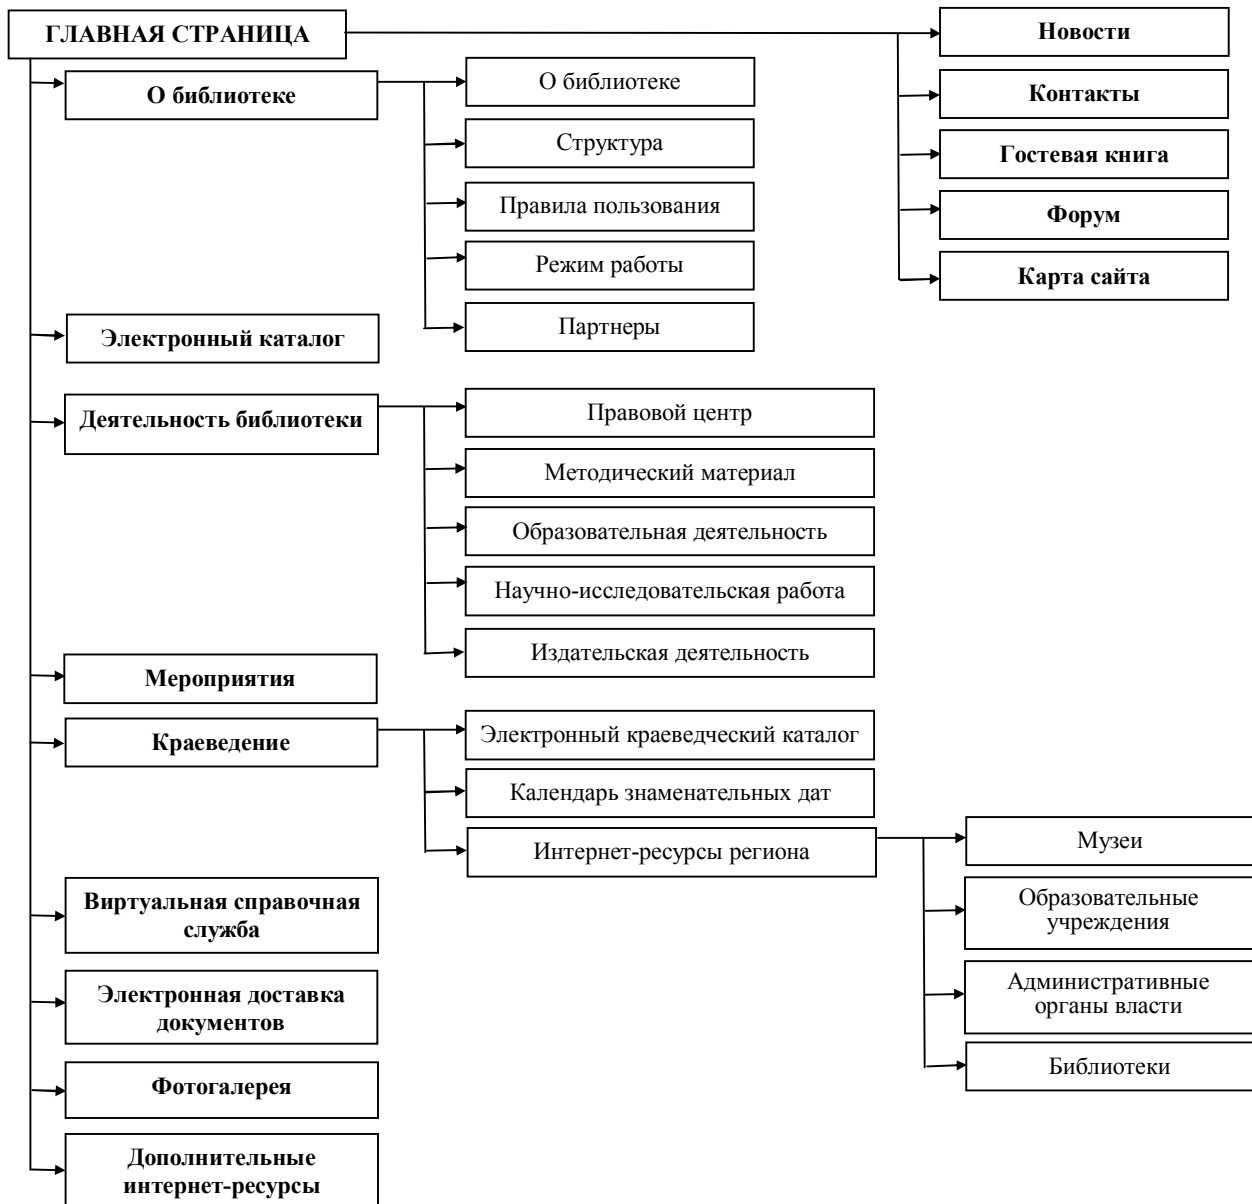 ГЛАВНАЯ СТРАНИЦА
Новости
Контакты
Гостевая книга
Форум
Карта сайта
О библиотеке
О библиотеке
Структура
Правила пользования
Режим работы
Партнеры
Электронный каталог
Деятельность библиотеки
Правовой центр
Методический материал
Образовательная деятельность
Научно-исследовательская работа
Издательская деятельность
Мероприятия
Краеведение
Электронный краеведческий каталог
Календарь знаменательных дат
Интернет-ресурсы региона
Музеи
Образовательные
учреждения
Административные
органы власти
Библиотеки
Виртуальная справочная
служба
Электронная доставка
документов
Фотогалерея
Дополнительные
интернет-ресурсы